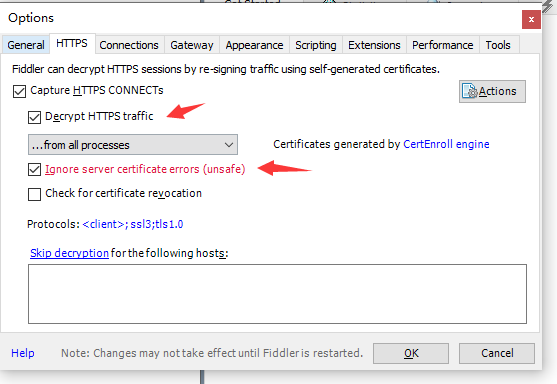 Options
General HTTPS Connections Gateway Appearance Scripting Extensions Performance Tools
Fiddler can decrypt HTTPS sessions by re-signing traffic using self-generated certificates.
Capture HTTPS CONNECTs
Actions
Decrypt HTTPS traffic
...from all processes
Certificates generated by CertEnroll engine
Ignore server certificate errors (unsafe)
Check for certificate revocation
Protocols: <client>; ssl3;tls1.0
Skip decryption for the following hosts:
Help Note: Changes may not take effect until Fiddler is restarted. OK Cancel